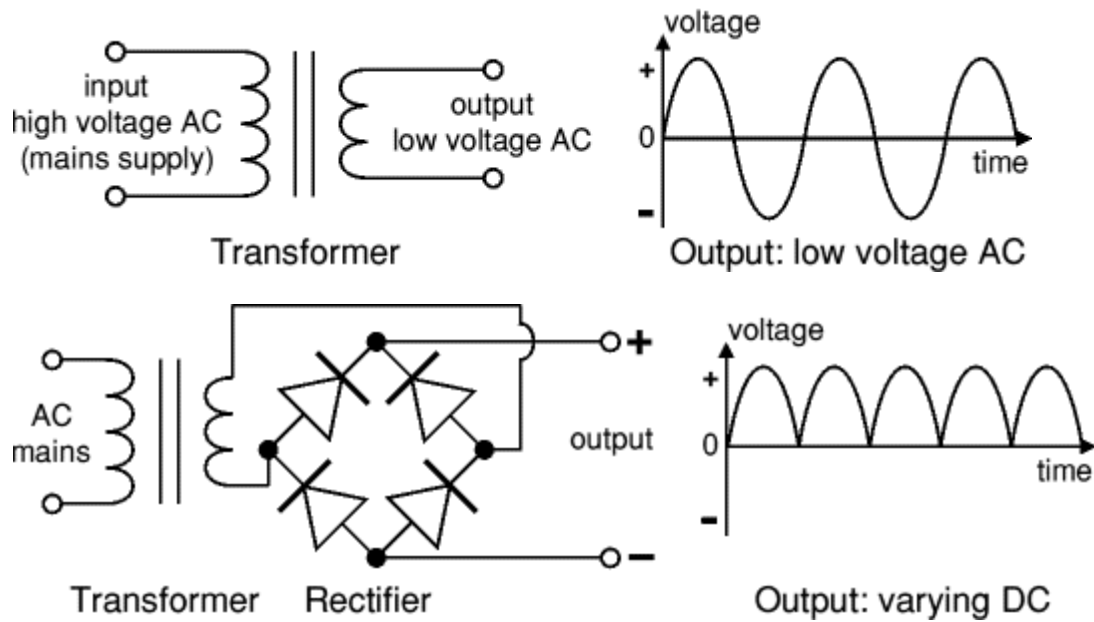 input
high voltage AC
(mains supply)
output
low voltage AC
Transformer
voltage
+
0
-
time
Output: low voltage AC
AC
mains
+
output
-
Transformer
Rectifier
voltage
+
0
-
time
Output: varying DC